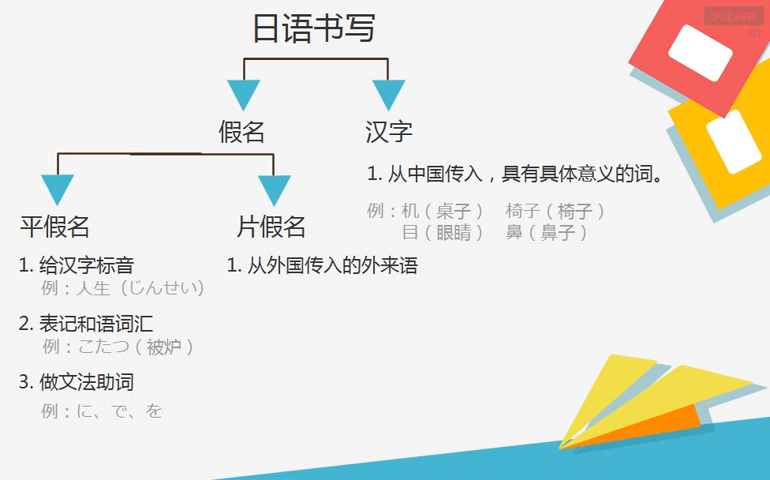 日语书写
假名
汉字
1. 从中国传入，具有具体意义的词。
例：机（桌子） 椅子（椅子）
目（眼睛） 鼻（鼻子）
平假名
片假名
1. 给汉字标音
例：人生（じんせい）
2. 表记和语词汇
例：こたつ（被炉）
3. 做文法助词
例：に、で、を
1. 从外国传入的外来语